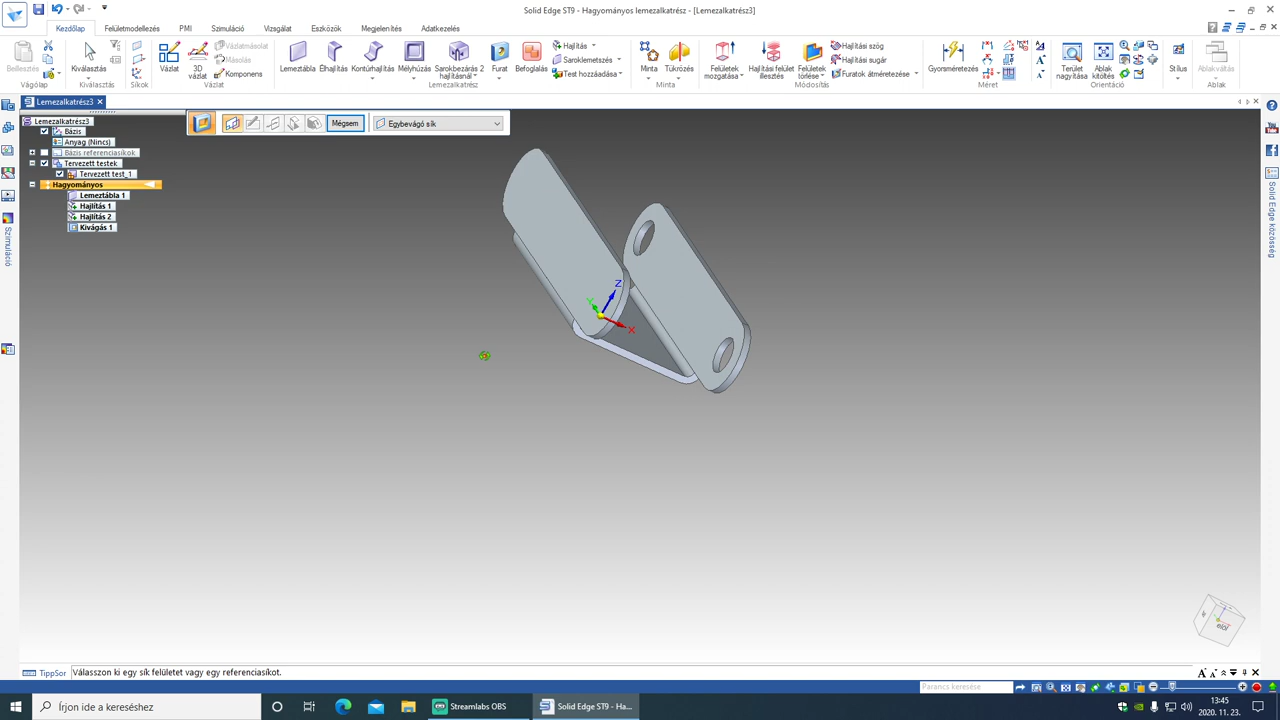 Solid Edge ST9 - Hagyományos lemezalkatrész - [Lemezalkatrész3]
Kezdőlap Felületmodellezés PMI Szimuláció Vizsgálat Eszközök Megjelenítés Adatkezelés
Beillesztés
Vágólap
Kiválasztás
Kiválasztás
Síkok
Vázlat
3D vázlat
Vázlatmásolat
Másolás
Komponens
Vázlat
Lemeztábla
Élhajlítás
Kontúrhajlítás
Mélyhúzás
Sarokbezárás 2 hajlításnál
Furat
Befoglalás
Hajlítás
Saroklemetszés
Test hozzáadása
Lemezalkatrész
Minta
Tükrözés
Minta
Felületek mozgatása
Hajlítási felület illesztés
Felületek törlése
Hajlítási szög
Hajlítási sugár
Furatok átméretezése
Módosítás
Gyorsméretezés
Méret
Terület nagyítása
Ablak kitöltés
Orientáció
Stílus
Ablakváltás
Ablak
Lemezalkatrész3
Mégsem
Egybevágó sík
Lemezalkatrész3
Bázis
Anyag (Nincs)
Bázis referenciasíkok
Tervezett testek
Tervezett test_1
Hagyományos
Lemeztábla 1
Hajlítás 1
Hajlítás 2
Kivágás 1
Szimuláció
Solid Edge közösség
Z
Y
X
TippSor
Válasszon ki egy sík felületet vagy egy referenciasíkot.
Parancs keresése
Írjon ide a kereséshez
Streamlabs OBS
Solid Edge ST9 - Ha...
13:45
2020. 11. 23.